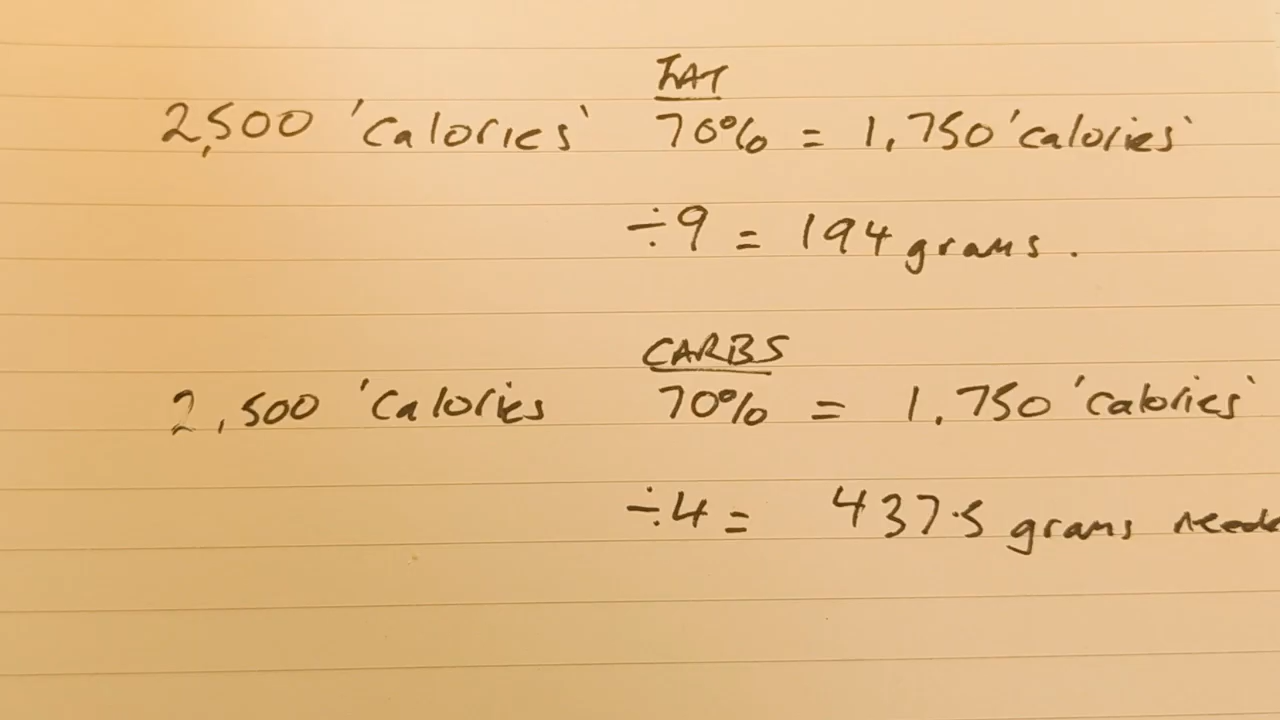 FAT
2,500 'calories' 70% = 1,750 'calories'
÷9 = 194 grams.
CARBS
2,500 'calories 70% = 1.750 'calories'
÷4 = 437.5 grams neede